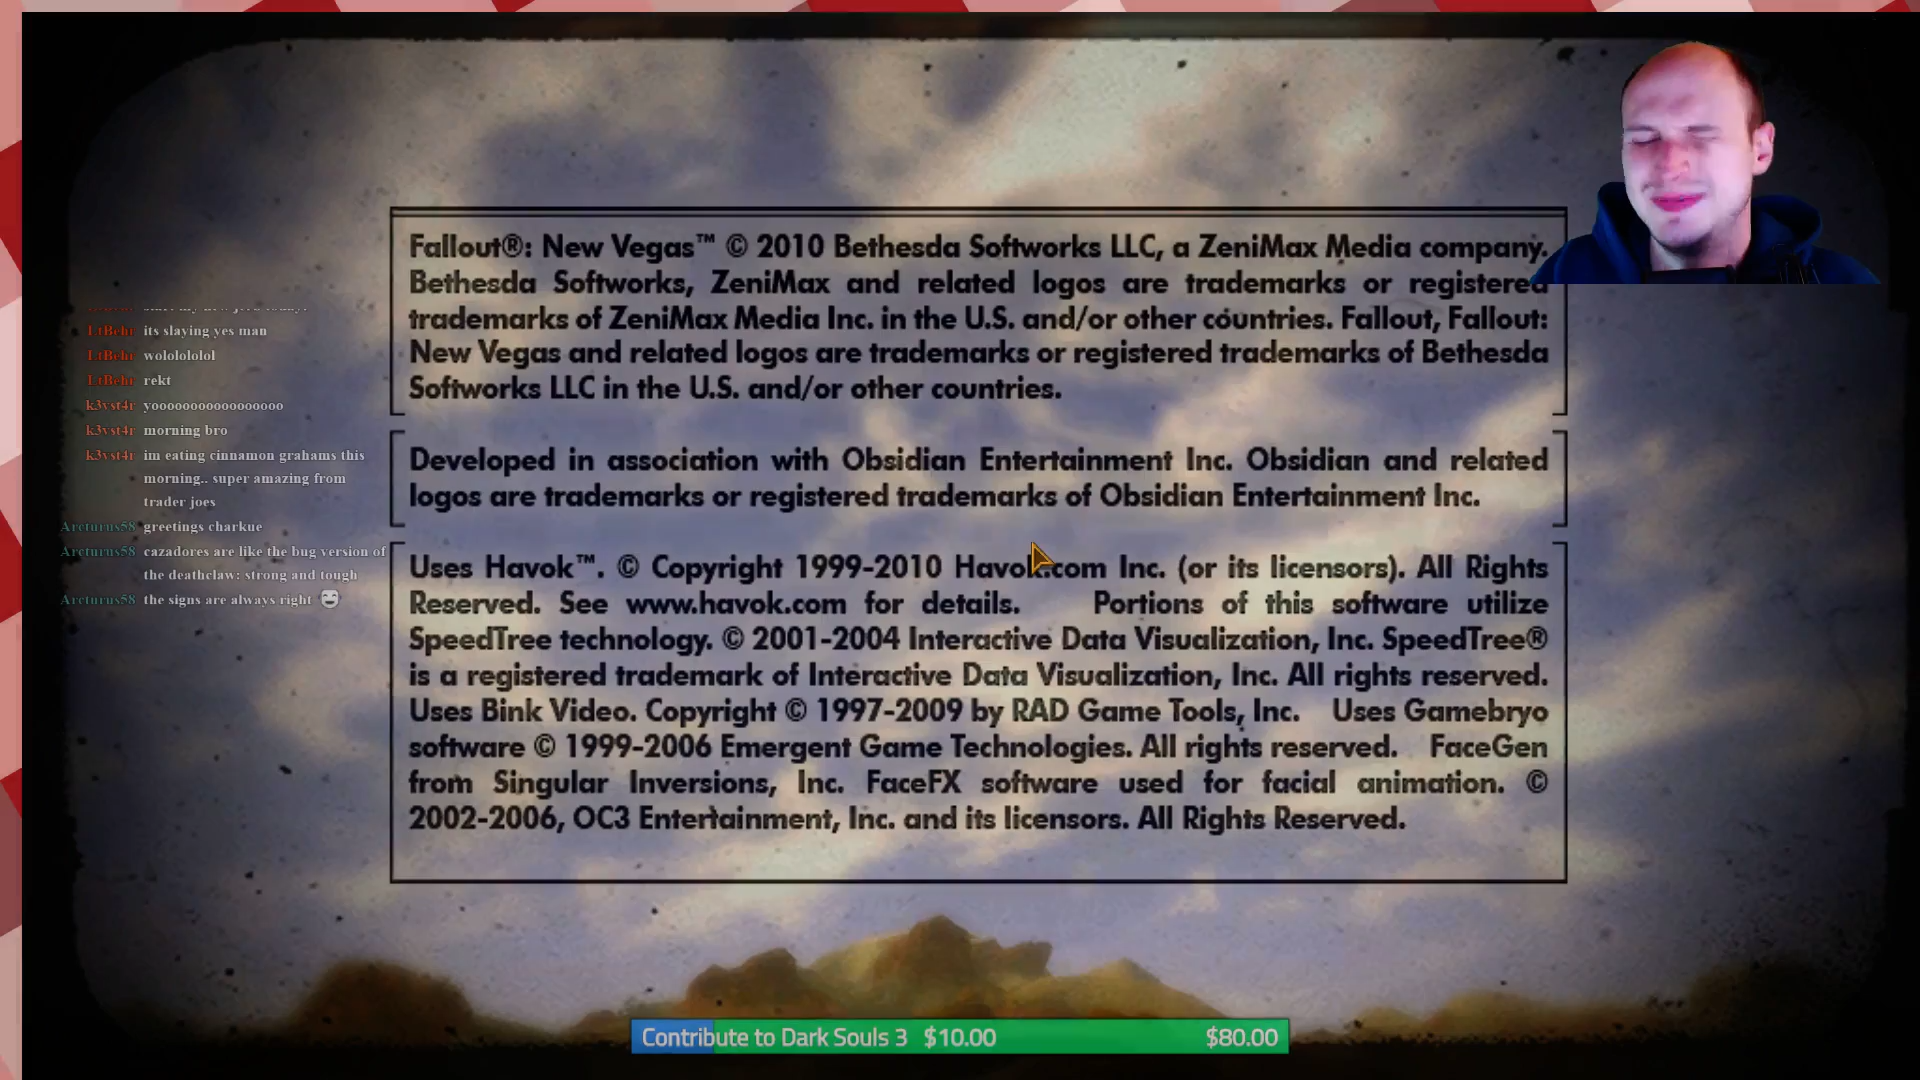 Fallout®: New Vegas™ © 2010 Bethesda Softworks LLC, a ZeniMax Media company.
Bethesda Softworks, ZeniMax and related logos are trademarks or registered
trademarks of ZeniMax Media Inc. in the U.S. and/or other countries. Fallout, Fallout:
New Vegas and related logos are trademarks or registered trademarks of Bethesda
Softworks LLC in the U.S. and/or other countries.
Developed in association with Obsidian Entertainment Inc. Obsidian and related
logos are trademarks or registered trademarks of Obsidian Entertainment Inc.
Uses Havok™. © Copyright 1999-2010 Havok.com Inc. (or its licensors). All Rights
Reserved. See www.havok.com for details. Portions of this software utilize
SpeedTree technology. © 2001-2004 Interactive Data Visualization, Inc. SpeedTree®
is a registered trademark of Interactive Data Visualization, Inc. All rights reserved.
Uses Bink Video. Copyright © 1997-2009 by RAD Game Tools, Inc. Uses Gamebryo
software © 1999-2006 Emergent Game Technologies. All rights reserved. FaceGen
from Singular Inversions, Inc. FaceFX software used for facial animation. ©
2002-2006, OC3 Entertainment, Inc. and its licensors. All Rights Reserved.
LtBehr its slaying yes man
LtBehr wolololololol
LtBehr rekt
k3vst4r yooooooooooooooooo
k3vst4r morning bro
k3vst4r im eating cinnamon grahams this
morning.. super amazing from
trader joes
Arcturus58 greetings charkue
Arcturus58 cazadores are like the bug version of
the deathclaw: strong and tough
Arcturus58 the signs are always right
Contribute to Dark Souls 3 $10.00 $80.00